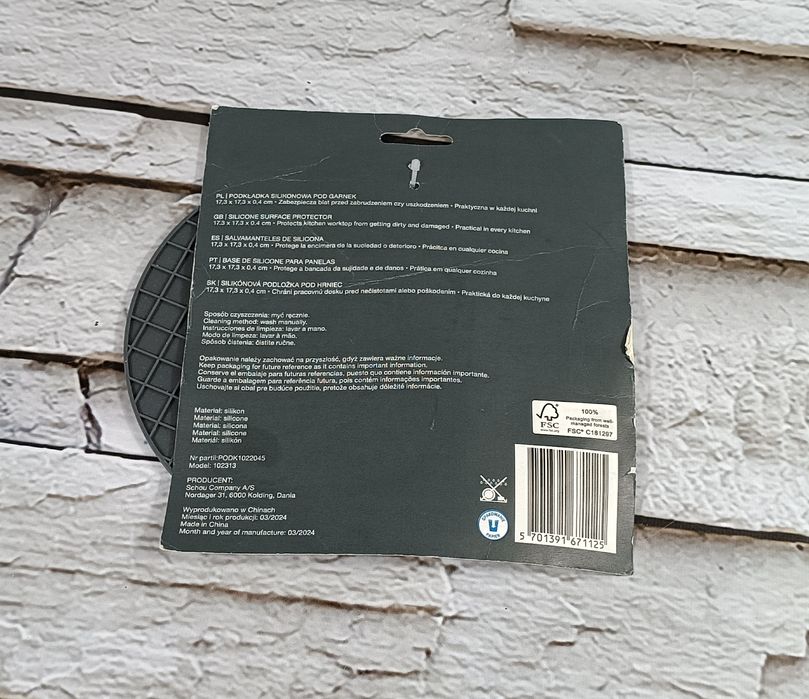 PL | PODKŁADKA SILIKONOWA POD GARNEK
17,3 x 17,3 x 0,4 cm • Zabezpiecza blat przed zabrudzeniem czy uszkodzeniem • Praktyczna w każdej kuchni
GB | SILICONE SURFACE PROTECTOR
17,3 x 17,3 x 0,4 cm • Protects kitchen worktop from getting dirty and damaged • Practical in every kitchen
ES | SALVAMANTELES DE SILICONA
17,3 x 17,3 x 0,4 cm • Protege la encimera de la suciedad o deterioro • Práctica en cualquier cocina
PT | BASE DE SILICONE PARA PANELAS
17,3 x 17,3 x 0,4 cm • Protege a bancada da sujidade e de danos • Prática em qualquer cozinha
SK | SILIKÓNOVÁ PODLOŽKA POD HRNIEC
17,3 x 17,3 x 0,4 cm • Chráni pracovnú dosku pred nečistotami alebo poškodením • Praktická do každej kuchyne
Sposób czyszczenia: myć ręcznie.
Cleaning method: wash manually.
Instrucciones de limpieza: lavar a mano.
Modo de limpeza: lavar à mão.
Spôsob čistenia: čistite ručne.
Opakowanie należy zachować na przyszłość, gdyż zawiera ważne informacje.
Keep packaging for future reference as it contains important information.
Conserve el embalaje para futuras referencias, puesto que contiene información importante.
Guarde a embalagem para referência futura, pois contém informações importantes.
Uschovajte si obal pre budúce použitie, pretože obsahuje dôležité informácie.
Materiał: silikon
Material: silicone
Material: silicona
Material: silicone
Materiál: silikón
Nr partii: PODK1022045
Model: 102313
PRODUCENT:
Schou Company A/S
Nordager 31, 6000 Kolding, Dania
Wyprodukowano w Chinach
Miesiąc i rok produkcji: 03/2024
Made in China
Month and year of manufacture: 03/2024
FSC
www.fsc.org
100%
Packaging from well-
managed forests
FSC® C181297
OPAKOWANIE
PAPIER
5 701391 671125